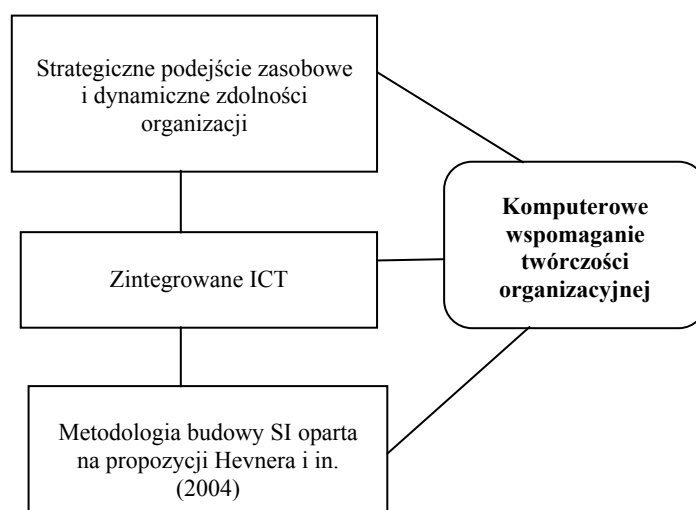 Strategiczne podejście zasobowe
i dynamiczne zdolności
organizacji
Komputerowe
wspomaganie
twórczości
organizacyjnej
Zintegrowane ICT
Metodologia budowy SI oparta
na propozycji Hevnera i in.
(2004)